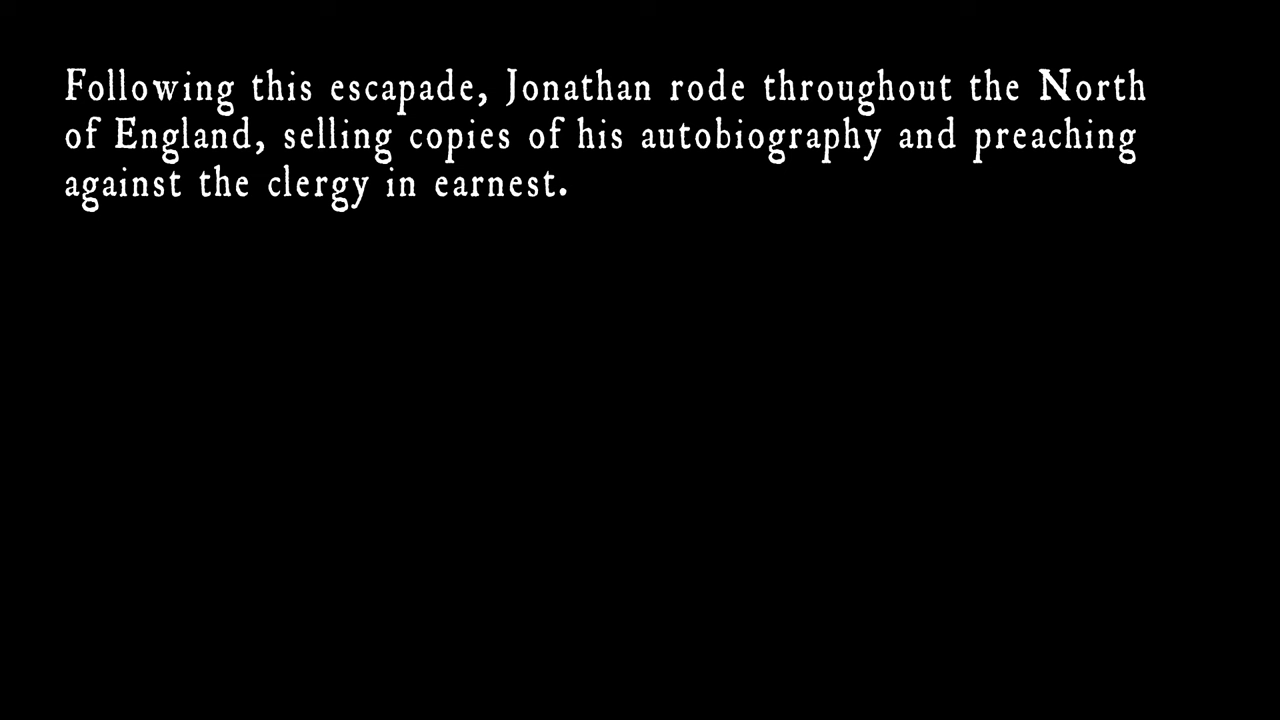 Following this escapade, Jonathan rode throughout the North
of England, selling copies of his autobiography and preaching
against the clergy in earnest.